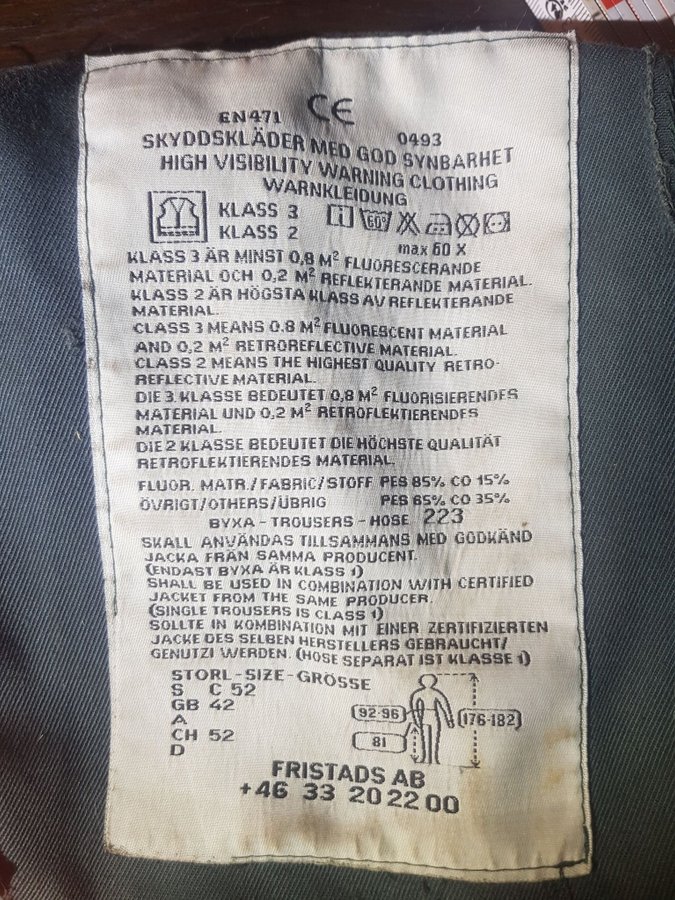 EN471 CE 0493
SKYDDSKLÄDER MED GOD SYNBARHET
HIGH VISIBILITY WARNING CLOTHING
WARNKLEIDUNG
KLASS 3
KLASS 2
60°
max 50 X
KLASS 3 ÄR MINST 0,8 M² FLUORESCERANDE
MATERIAL OCH 0,2 M² REFLEKTERANDE MATERIAL.
KLASS 2 ÄR HÖGSTA KLASS AV REFLEKTERANDE
MATERIAL.
CLASS 3 MEANS 0.8 M² FLUORESCENT MATERIAL
AND 0,2 M² RETROREFLECTIVE MATERIAL.
CLASS 2 MEANS THE HIGHEST QUALITY RETRO-
REFLECTIVE MATERIAL.
DIE 3 KLASSE BEDEUTET 0,8 M² FLUORISIERENDES
MATERIAL UND 0,2 M² RETROFLEKTIERENDES
MATERIAL.
DIE 2 KLASSE BEDEUTET DIE HÖCHSTE QUALITÄT
RETROFLEKTIERENDES MATERIAL.
FLUOR. MATR./FABRIC/STOFF PES 85% CO 15%
ÖVRIGT/OTHERS/ÜBRIG PES 65% CO 35%
BYXA - TROUSERS - HOSE 223
SKALL ANVÄNDAS TILLSAMMANS MED GODKÄND
JACKA FRÅN SAMMA PRODUCENT.
(ENDAST BYXA ÄR KLASS 1)
SHALL BE USED IN COMBINATION WITH CERTIFIED
JACKET FROM THE SAME PRODUCER.
(SINGLE TROUSERS IS CLASS 1)
SOLLTE IN KOMBINATION MIT EINER ZERTIFIZIERTEN
JACKE DES SELBEN HERSTELLERS GEBRAUCHT/
GENUTZI WERDEN. (HOSE SEPARAT IST KLASSE 1)
STORL-SIZE-GRÖSSE
S C 52
GB 42
A
CH 52
D
92-96
176-182
81
FRISTADS AB
+46 33 20 22 00